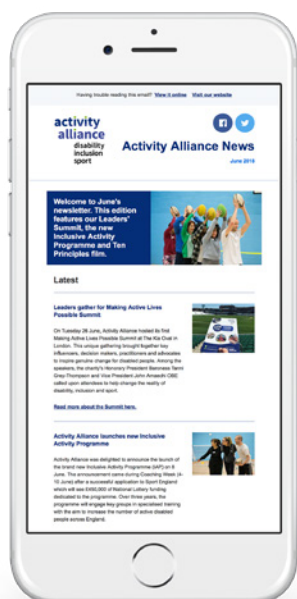 Having trouble reading this email? View it online Visit our website
activity
alliance
disability
inclusion
sport
Activity Alliance News
June 2018
Welcome to June's
newsletter. This edition
features our Leaders'
Summit, the new
Inclusive Activity
Programme and Ten
Principles film.
Latest
Leaders gather for Making Active Lives
Possible Summit
On Tuesday 26 June, Activity Alliance hosted its first
Making Active Lives Possible Summit at The Kia Oval in
London. This unique gathering brought together key
influencers, decision makers, practitioners and advocates
to inspire genuine change for disabled people. Among the
speakers, the charity's Honorary President Baroness Tanni
Grey-Thompson and Vice President John Amaechi OBE
called upon attendees to help change the reality of
disability, inclusion and sport.
Read more about the Summit here.
Activity Alliance launches new Inclusive
Activity Programme
Activity Alliance was delighted to announce the launch of
the brand new Inclusive Activity Programme (IAP) on 8
June. The announcement came during Coaching Week (4-
10 June) after a successful application to Sport England
which will see £450,000 of National Lottery funding
dedicated to the programme. Over three years, the
programme will engage key groups in specialised training
with the aim to increase the number of active disabled
people across England.